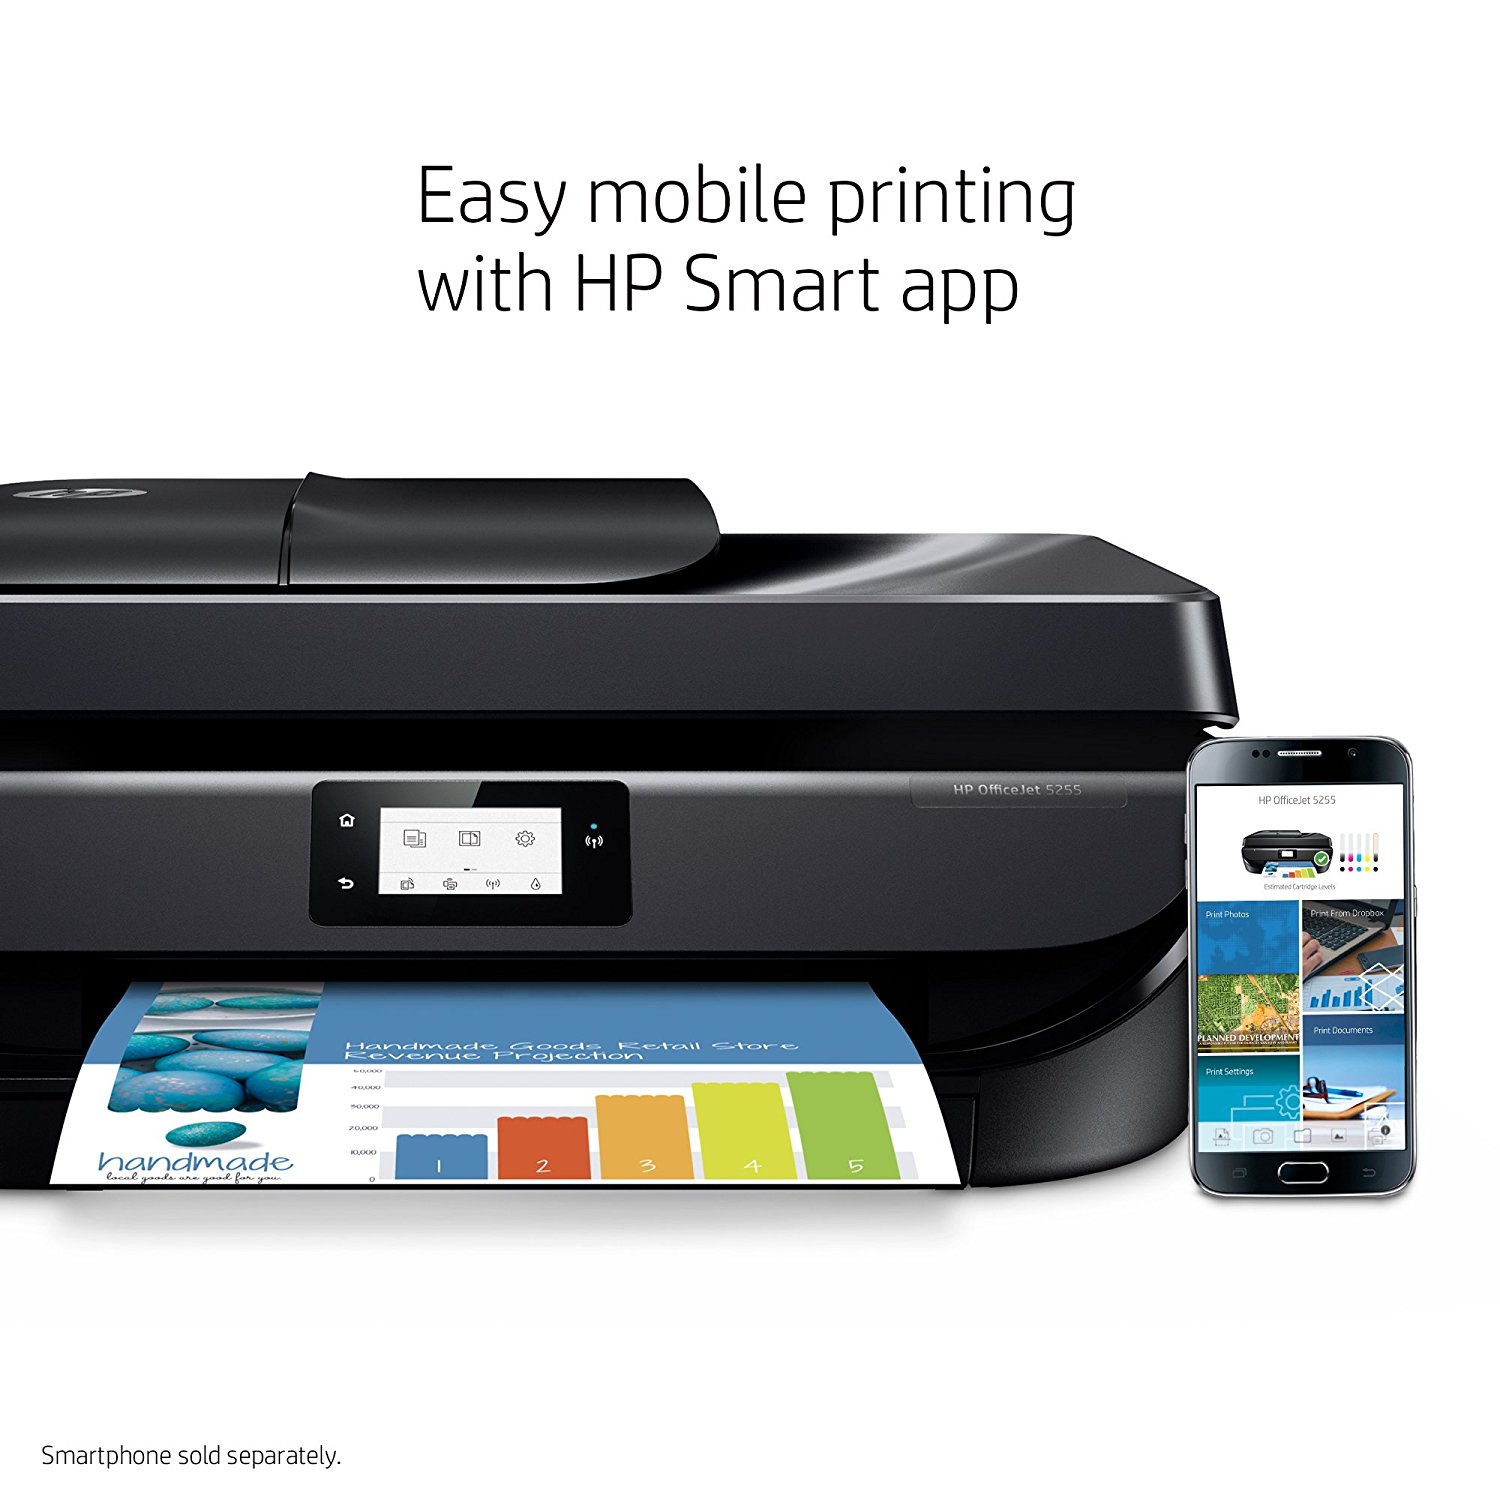 Easy mobile printing
with HP Smart app
hp
HP OfficeJet 5255
HP OfficeJet 5255
Estimated Cartridge Levels
Print Photos
Print From Dropbox
PLANNED DEVELOPMENT
Print Documents
Print Settings
Handmade Goods Retail Store
Revenue Projection
40,000
30,000
20,000
10,000
0
1
2
3
4
5
handmade
local goods are good for you.
Smartphone sold separately.